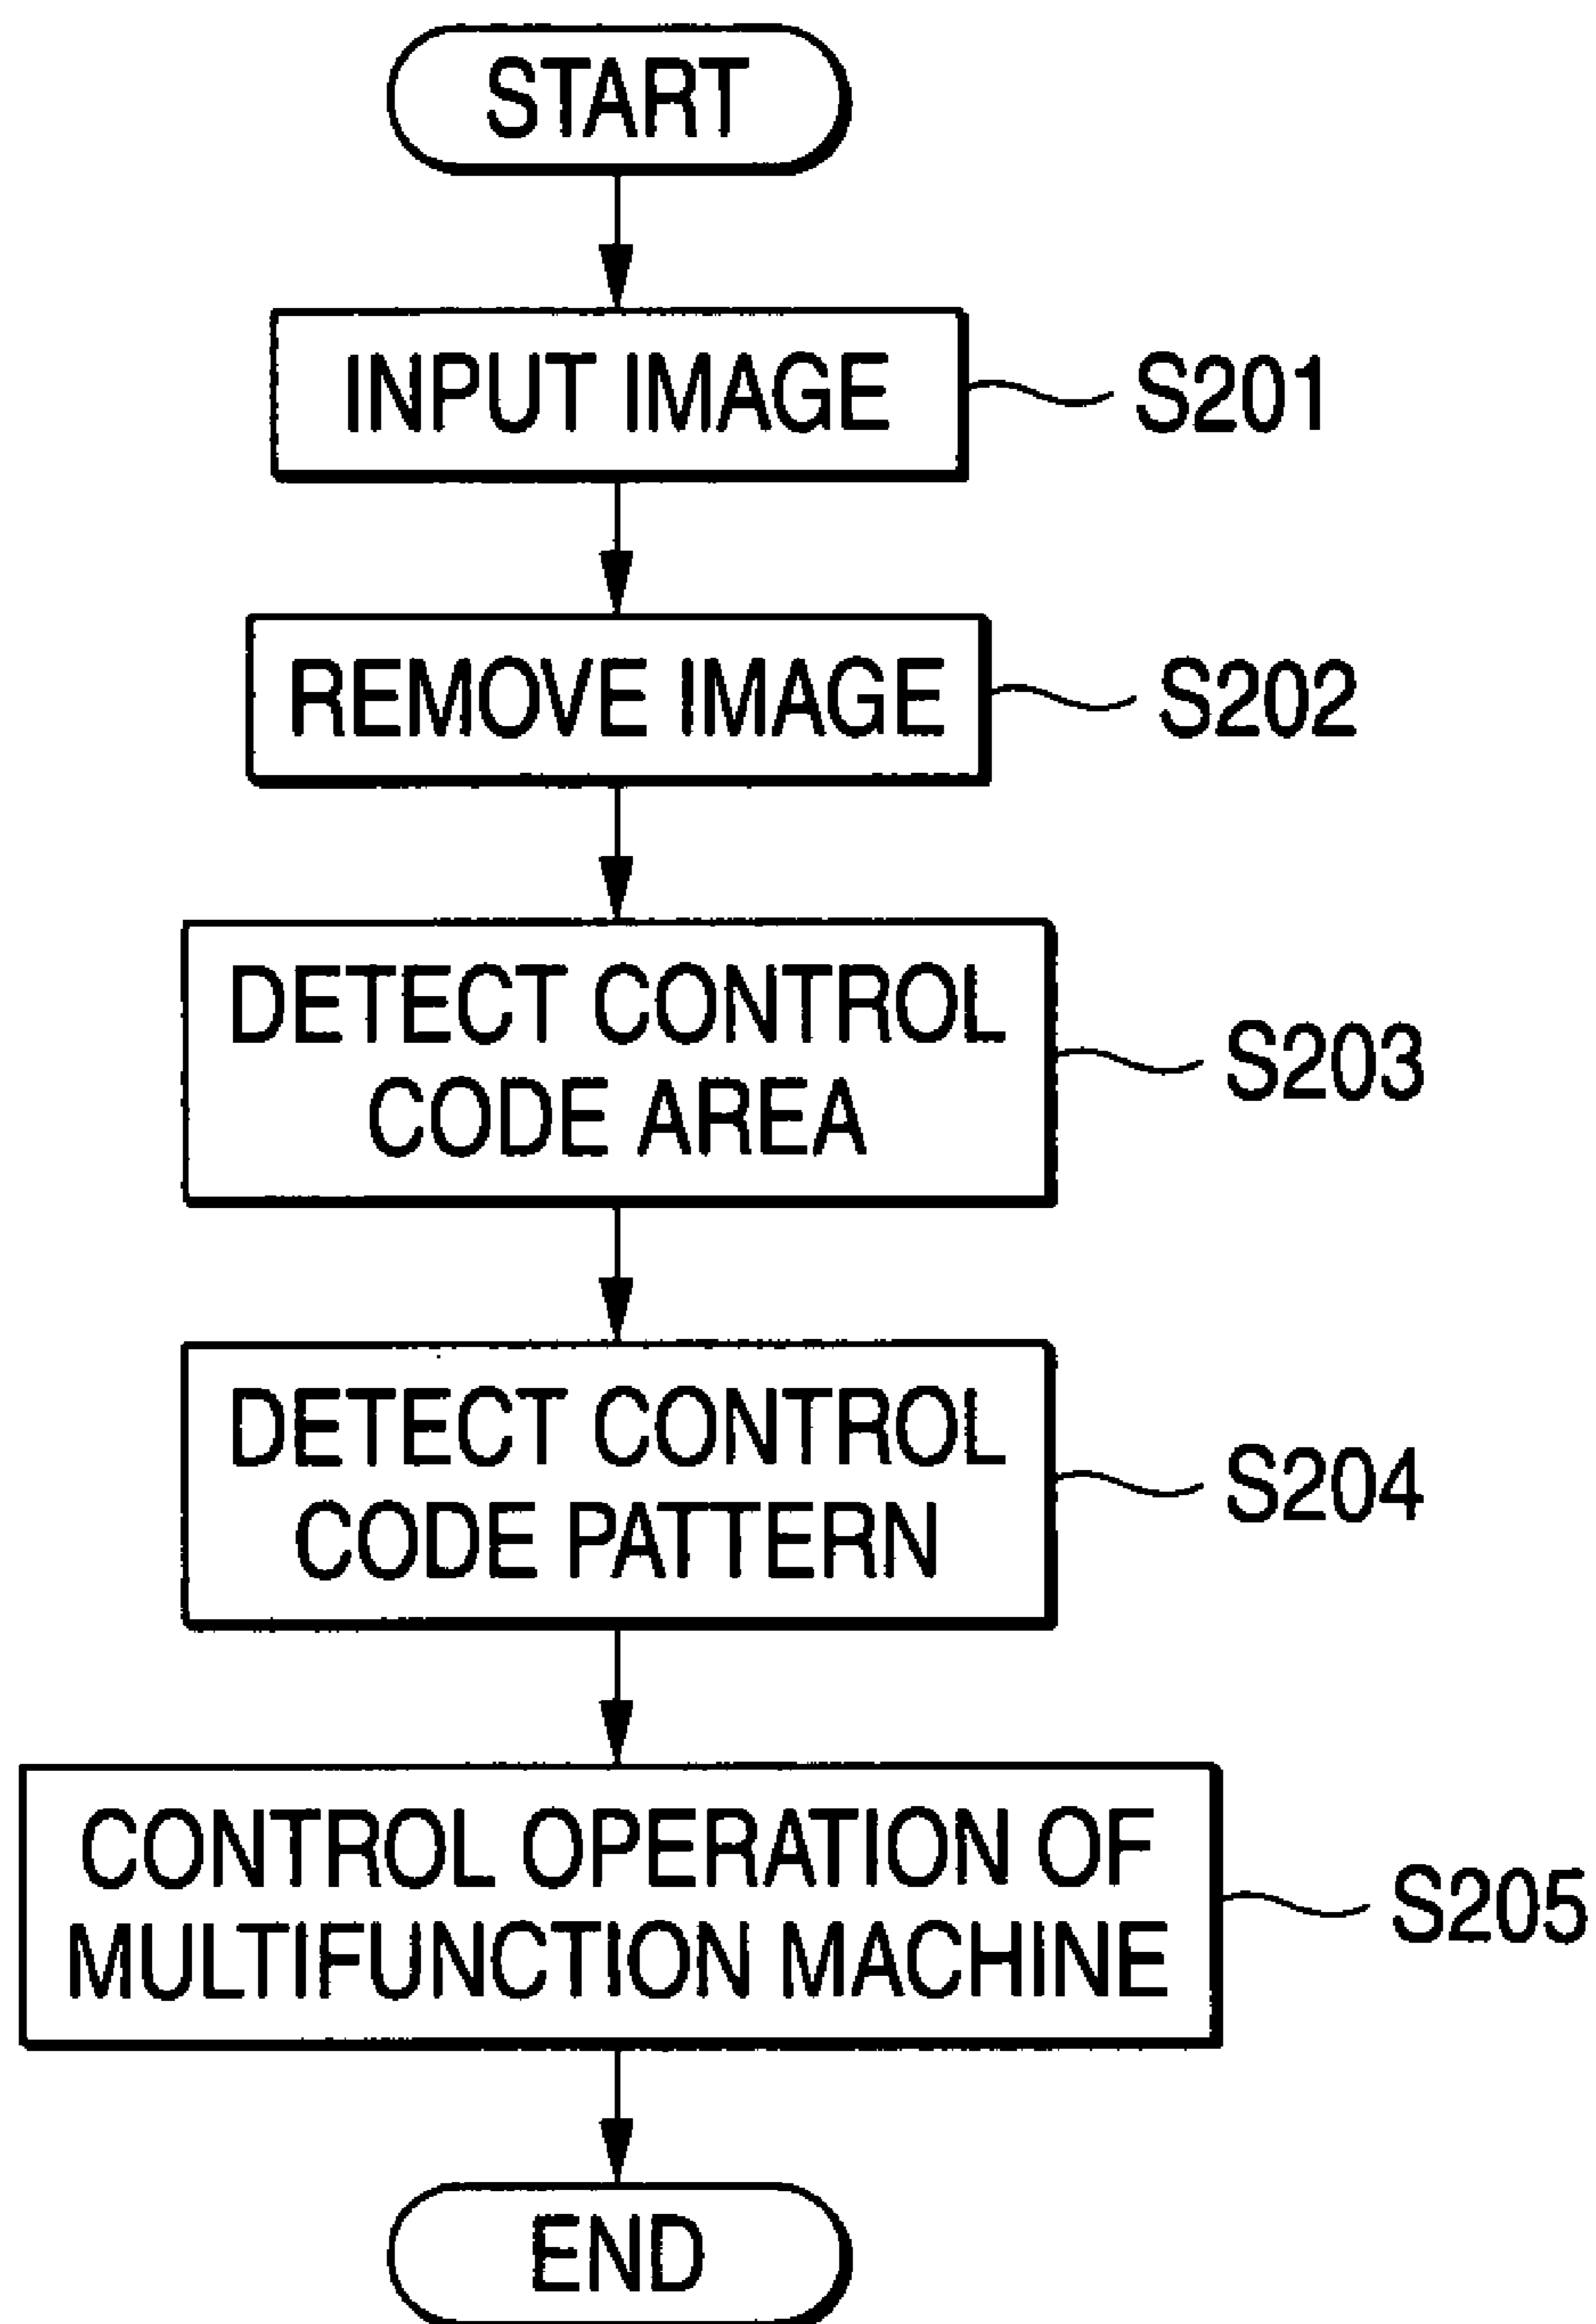 START
INPUT IMAGE
S201
REMOVE IMAGE
S202
DETECT CONTROL
CODE AREA
S203
DETECT CONTROL
CODE PATTERN
S204
CONTROL OPERATION OF
MULTIFUNCTION MACHINE
S205
END